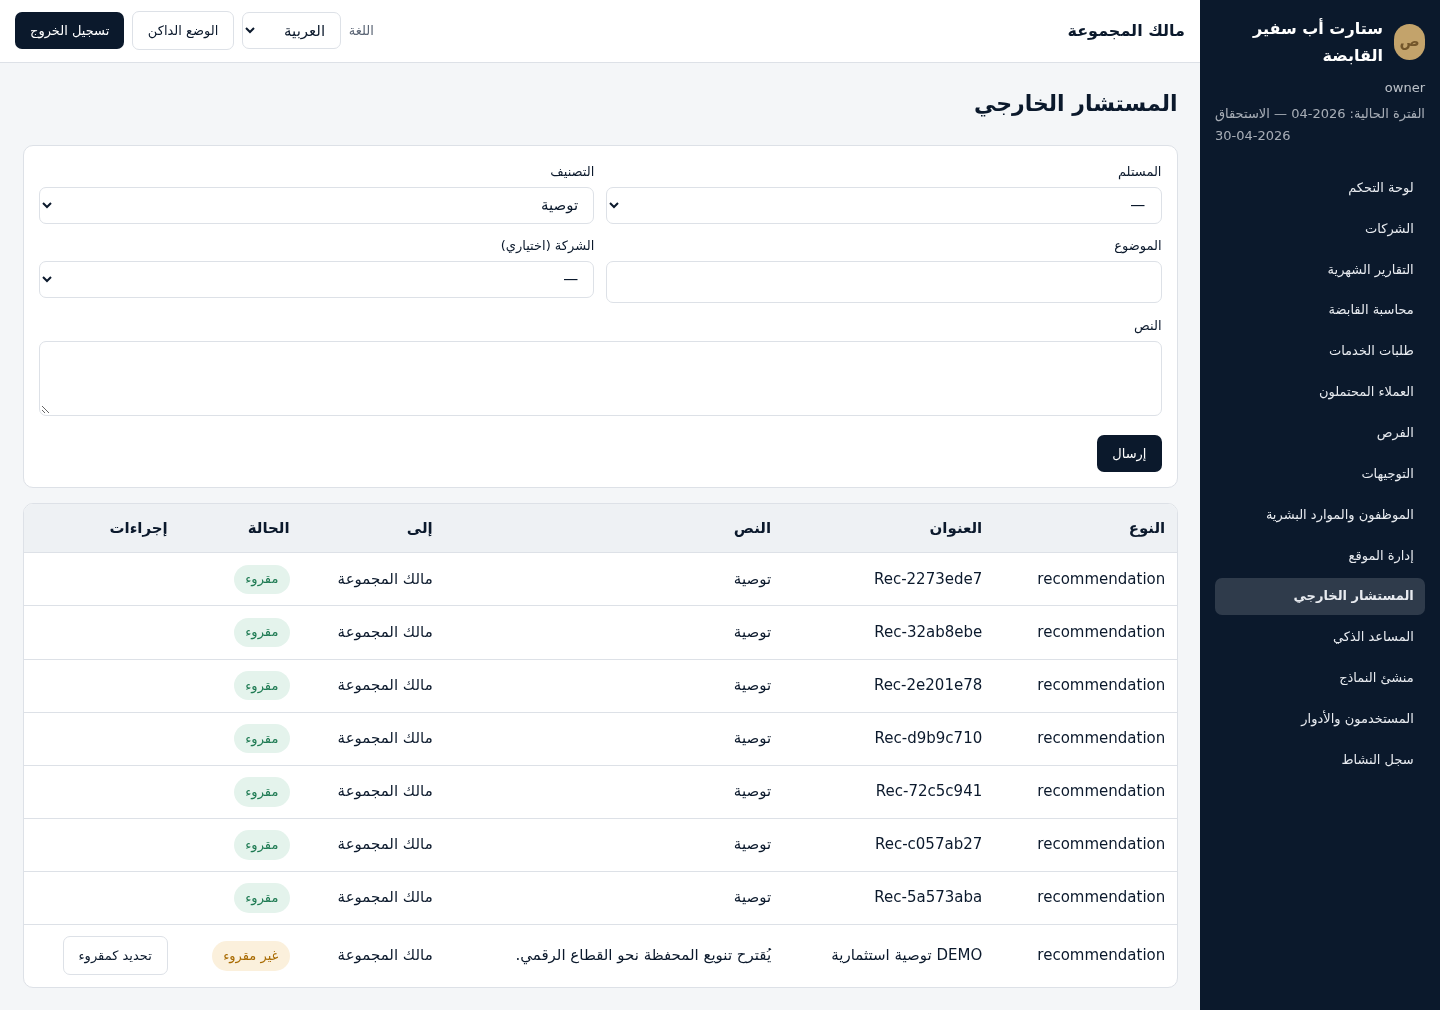 ص
ستارت أب سفير
القابضة
owner
الفترة الحالية: 2026-04 — الاستحقاق
2026-04-30
لوحة التحكم
الشركات
التقارير الشهرية
محاسبة القابضة
طلبات الخدمات
العملاء المحتملون
الفرص
التوجيهات
الموظفون والموارد البشرية
إدارة الموقع
المستشار الخارجي
المساعد الذكي
منشئ النماذج
المستخدمون والأدوار
سجل النشاط
مالك المجموعة
اللغة
العربية
الوضع الداكن
تسجيل الخروج
المستشار الخارجي
المستلم
التصنيف
—
توصية
الموضوع
الشركة (اختياري)
—
النص
إرسال
النوع العنوان النص إلى الحالة إجراءات
recommendation Rec-2273ede7 توصية مالك المجموعة مقروء
recommendation Rec-32ab8ebe توصية مالك المجموعة مقروء
recommendation Rec-2e201e78 توصية مالك المجموعة مقروء
recommendation Rec-d9b9c710 توصية مالك المجموعة مقروء
recommendation Rec-72c5c941 توصية مالك المجموعة مقروء
recommendation Rec-c057ab27 توصية مالك المجموعة مقروء
recommendation Rec-5a573aba توصية مالك المجموعة مقروء
recommendation DEMO توصية استثمارية يُقترح تنويع المحفظة نحو القطاع الرقمي. مالك المجموعة غير مقروء تحديد كمقروء